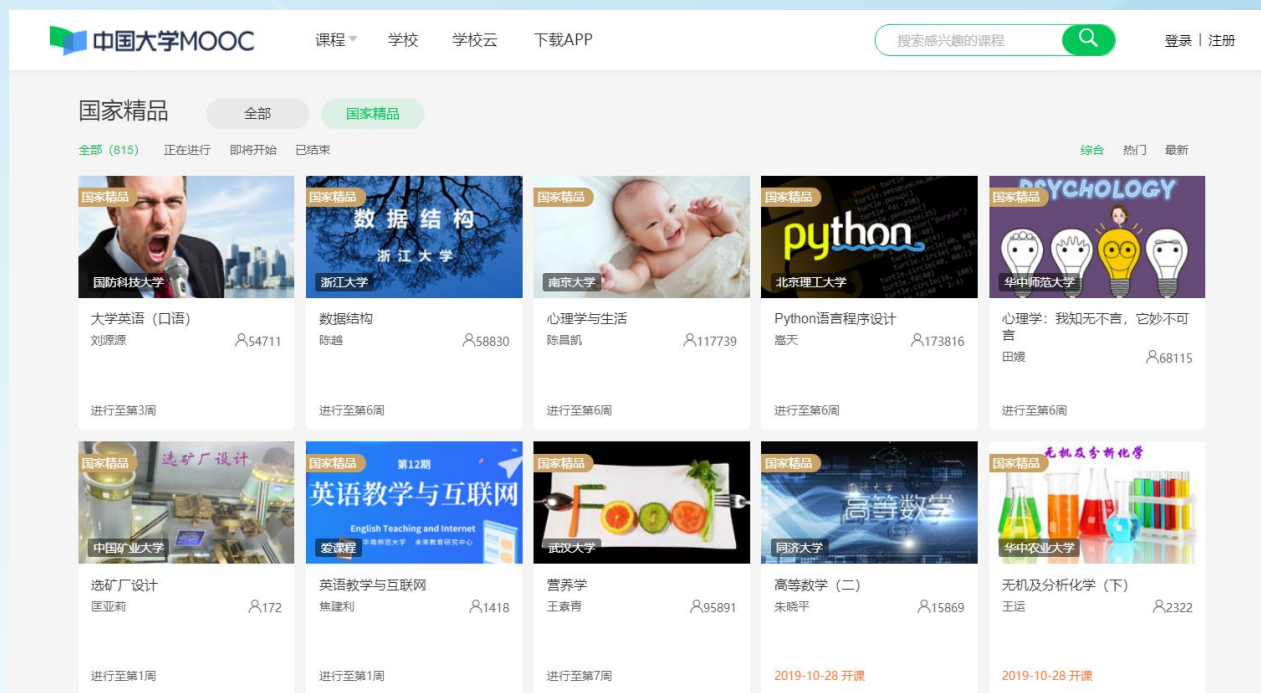 中国大学MOOC 课程 学校 学校云 下载APP 搜索感兴趣的课程 登录 | 注册
国家精品 全部 国家精品
全部（815） 正在进行 即将开始 已结束 综合 热门 最新
国家精品
国防科技大学
大学英语（口语）
刘源源 54711
进行至第3周
国家精品
数据结构
浙江大学
浙江大学
数据结构
陈越 58830
进行至第6周
国家精品
南京大学
心理学与生活
陈昌凯 117739
进行至第6周
国家精品
python
北京理工大学
Python语言程序设计
嵩天 173816
进行至第6周
PSYCHOLOGY
国家精品
华中师范大学
心理学：我知无不言，它妙不可
言
田媛 68115
进行至第6周
国家精品
选矿厂设计
中国矿业大学
选矿厂设计
匡亚莉 172
进行至第1周
国家精品
第12期
英语教学与互联网
English Teaching and Internet
华南师范大学 未来教育研究中心
爱课程
英语教学与互联网
焦建利 1418
进行至第1周
国家精品
武汉大学
营养学
王素青 95891
进行至第7周
国家精品
同济大学
高等数学
同济大学
高等数学（二）
朱晓平 15869
2019-10-28 开课
无机及分析化学
国家精品
华中农业大学
无机及分析化学（下）
王运 2322
2019-10-28 开课